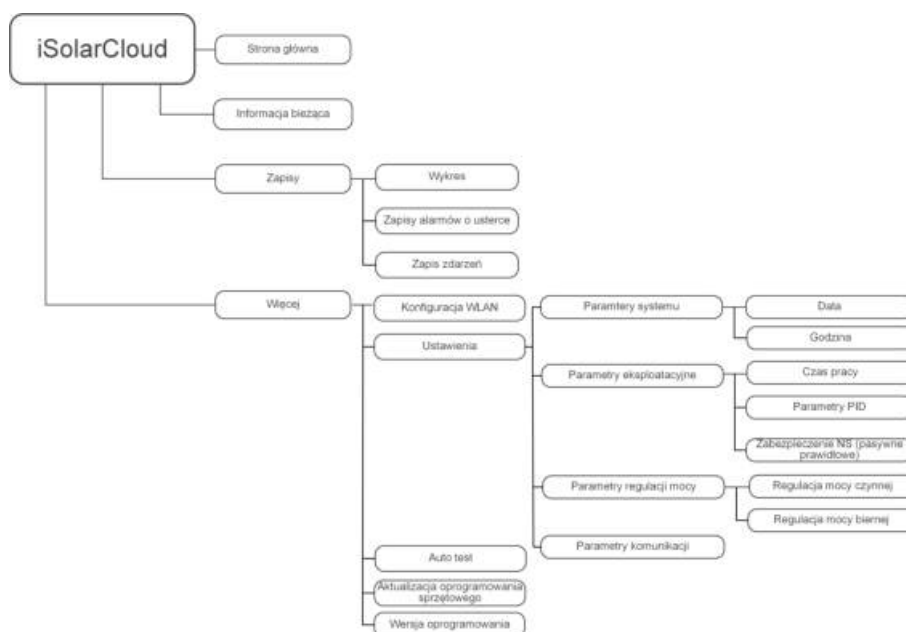 iSolarCloud
Strona główna
Informacja bieżąca
Zapisy
Wykres
Zapisy alarmów o usterce
Zapis zdarzeń
Więcej
Konfiguracja WLAN
Paramtery systemu
Data
Godzina
Ustawienia
Parametry eksploatacyjne
Czas pracy
Parametry PID
Zabezpieczenie NS (pasywne
prawidłowe)
Parametry regulacji mocy
Regulacja mocy czynnej
Regulacja mocy biernej
Parametry komunikacji
Auto test
Aktualizacja oprogramowania
sprzętowego
Wersja oprogramowania